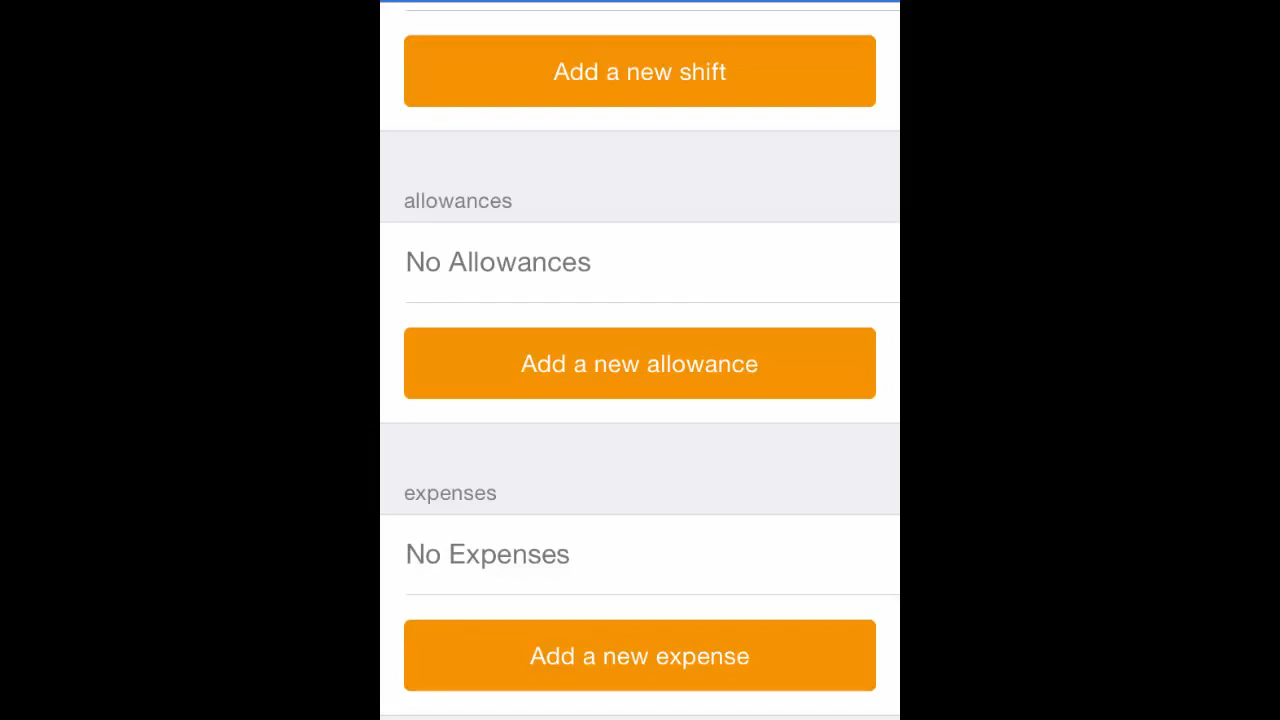 Add a new shift
allowances
No Allowances
Add a new allowance
expenses
No Expenses
Add a new expense